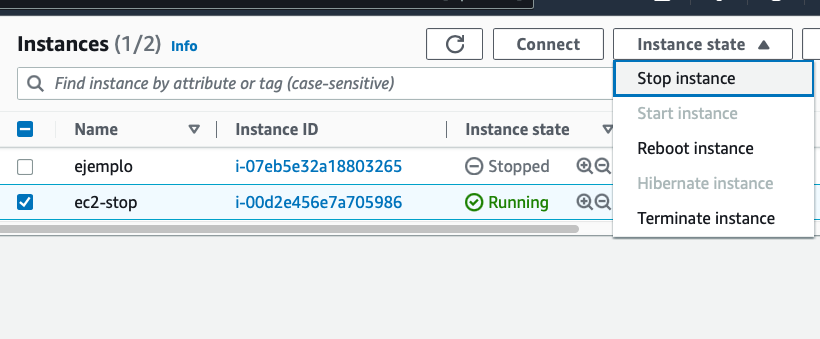 Instances (1/2) Info
Connect
Instance state
Find instance by attribute or tag (case-sensitive)
Stop instance
Start instance
Reboot instance
Hibernate instance
Terminate instance
Name Instance ID Instance state
ejemplo i-07eb5e32a18803265 Stopped
ec2-stop i-00d2e456e7a705986 Running